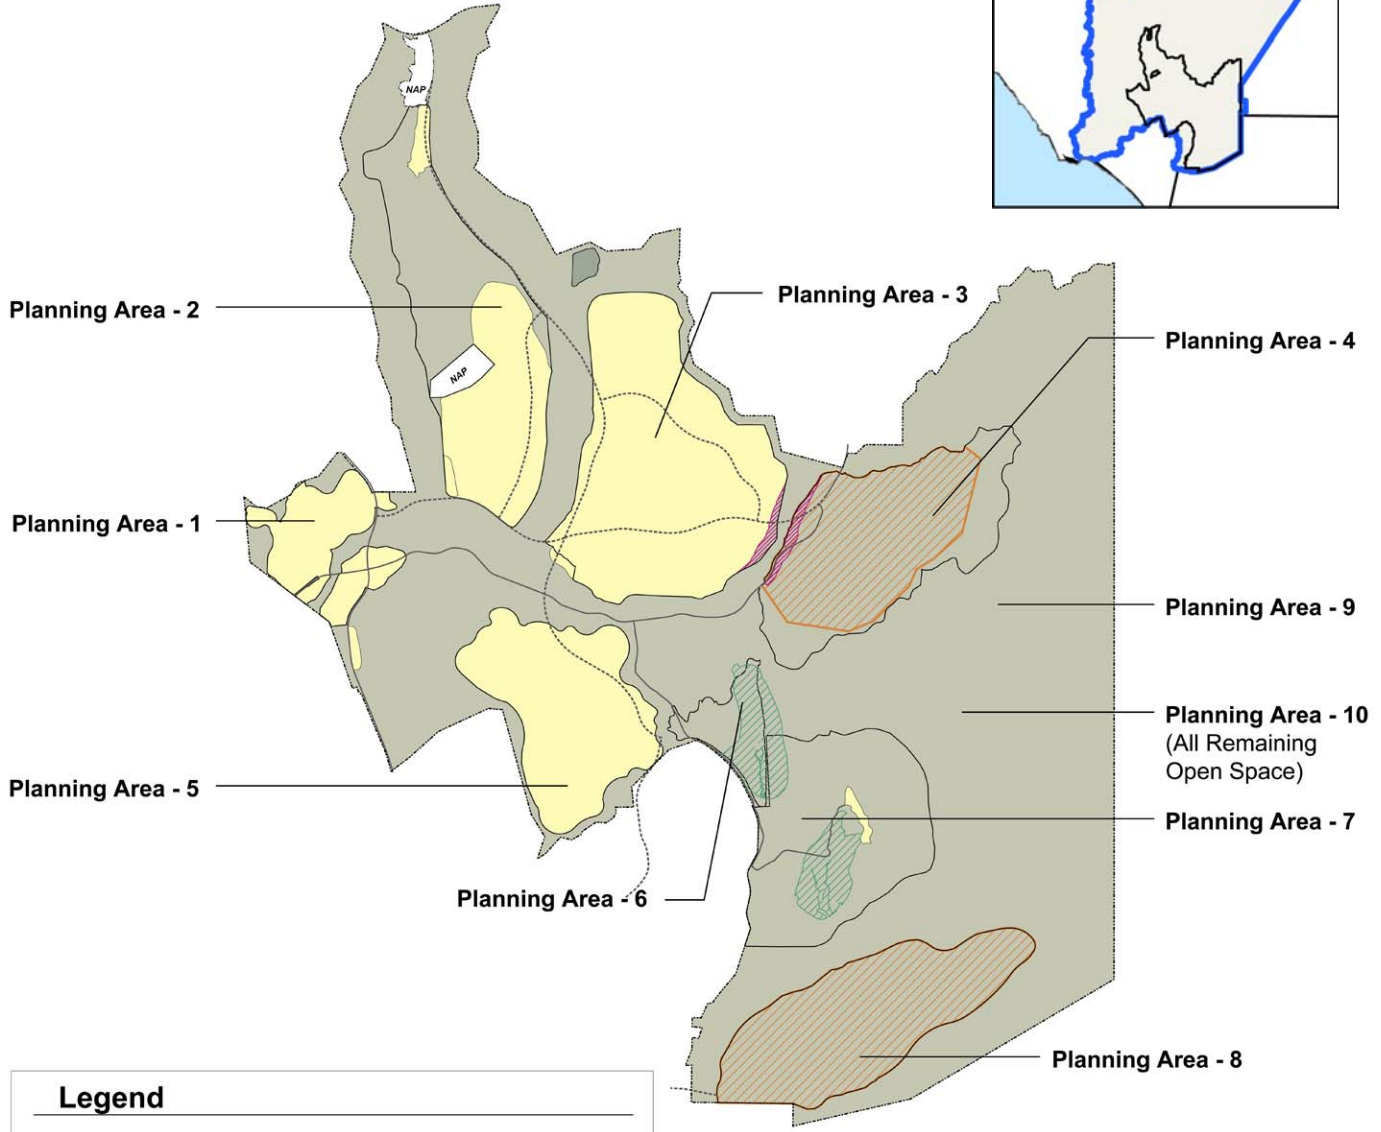 NAP
Planning Area - 3
Planning Area - 2
Planning Area - 4
NAP
Planning Area - 1
Planning Area - 9
Planning Area - 10
(All Remaining
Open Space)
Planning Area - 5
Planning Area - 7
Planning Area - 6
Planning Area - 8
Legend